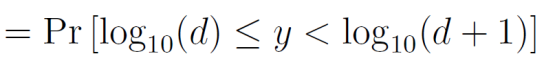 = Pr [log₁₀(d) ≤ y < log₁₀(d + 1)]